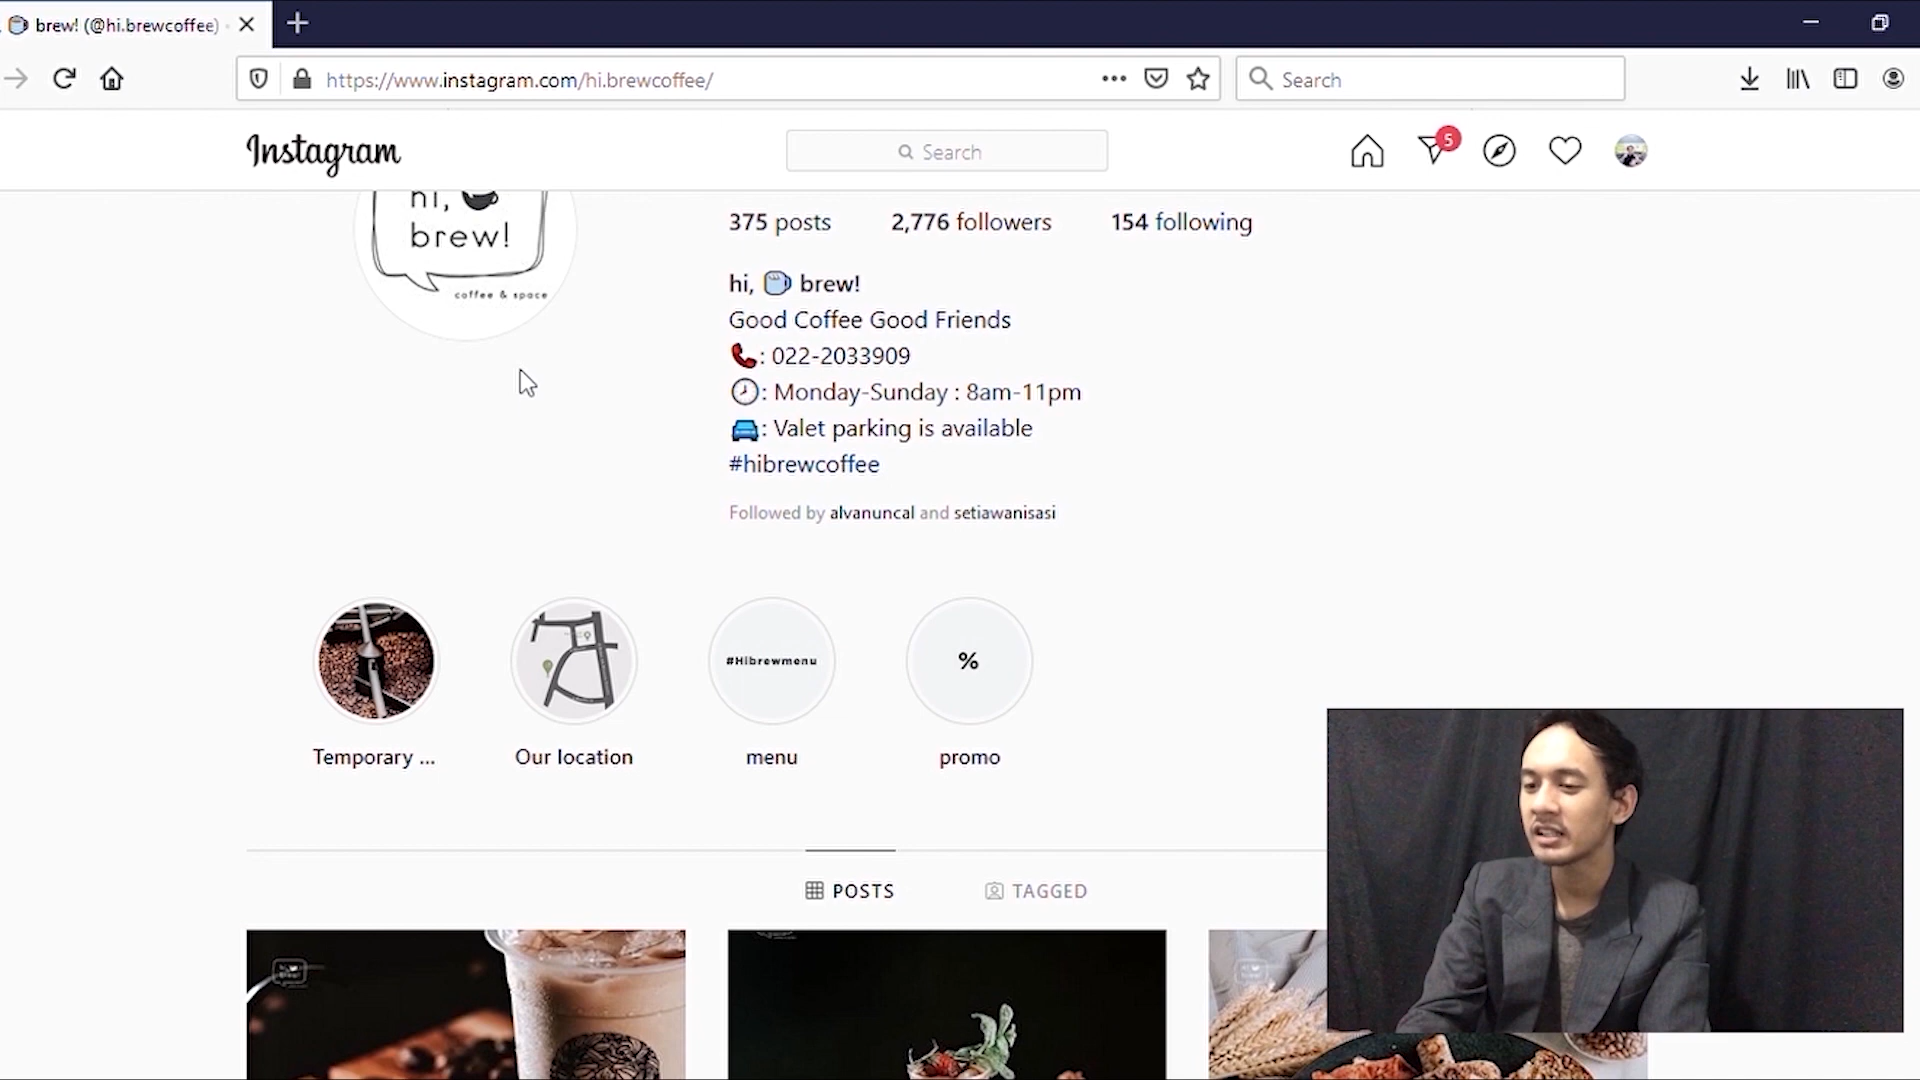 brew! (@hi.brewcoffee)
https://www.instagram.com/hi.brewcoffee/
Search
Instagram
Search
5
hi,
brew!
coffee & space
375 posts 2,776 followers 154 following
hi, ☕ brew!
Good Coffee Good Friends
📞: 022-2033909
🕗: Monday-Sunday : 8am-11pm
🚘: Valet parking is available
#hibrewcoffee
Followed by alvanuncal and setiawanisasi
#Hibrewmenu
%
Temporary ...
Our location
menu
promo
POSTS
TAGGED